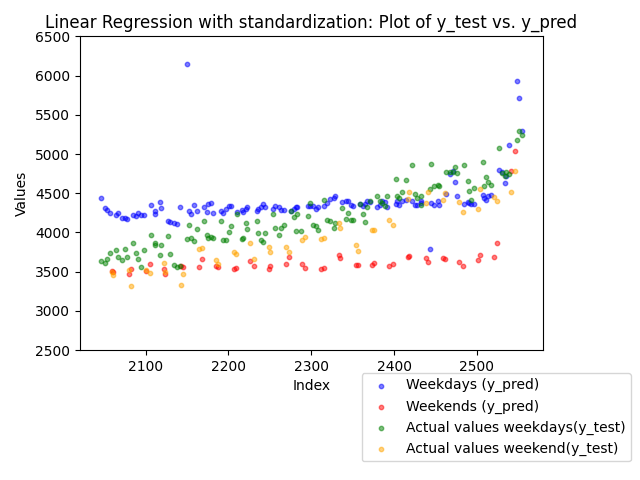 Linear Regression with standardization: Plot of y_test vs. y_pred
6500
6000
5500
5000
4500
4000
3500
3000
2500
Values
2100
2200
2300
2400
2500
Index
Weekdays (y_pred)
Weekends (y_pred)
Actual values weekdays(y_test)
Actual values weekend(y_test)